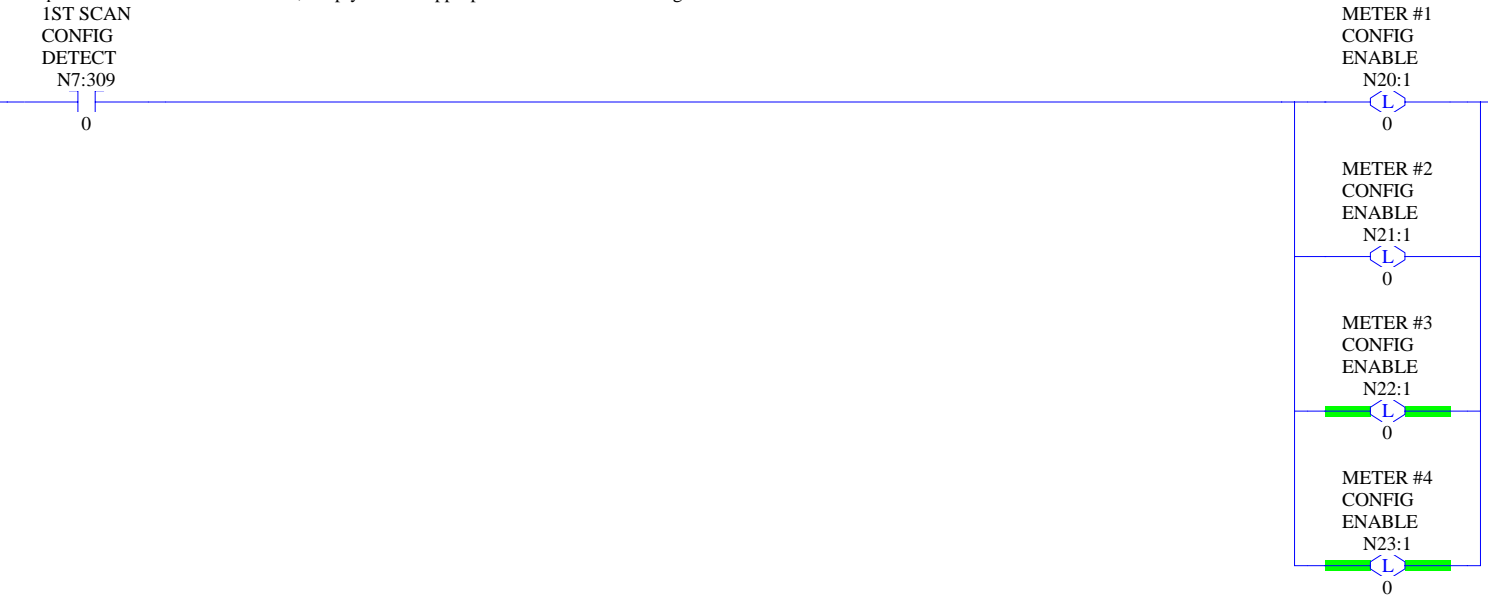 1ST SCAN
CONFIG
DETECT
N7:309
0
METER #1
CONFIG
ENABLE
N20:1
L
0
METER #2
CONFIG
ENABLE
N21:1
L
0
METER #3
CONFIG
ENABLE
N22:1
L
0
METER #4
CONFIG
ENABLE
N23:1
L
0